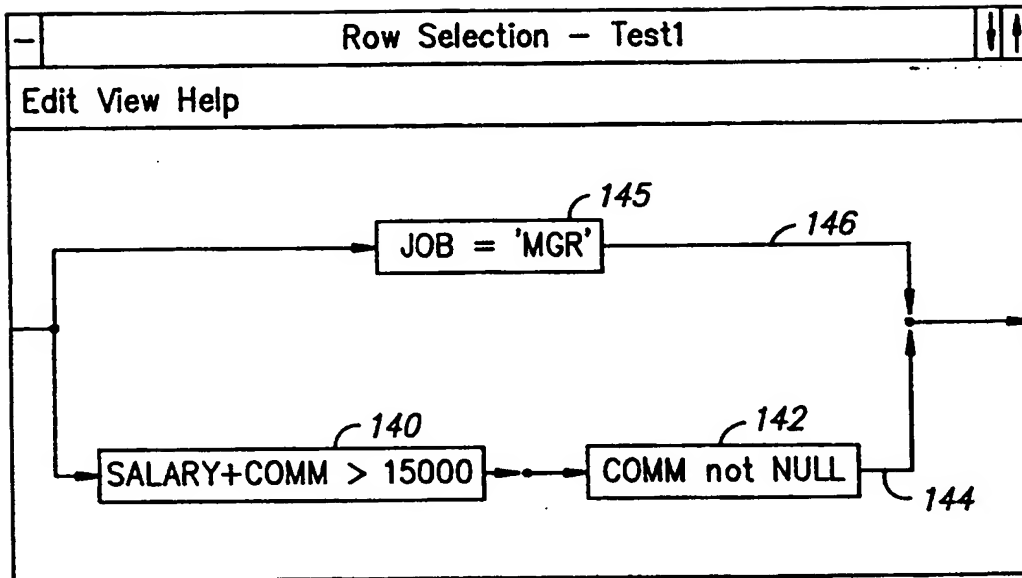 Row Selection – Test1
Edit View Help
145
JOB = 'MGR'
146
140
142
SALARY+COMM > 15000
COMM not NULL
144